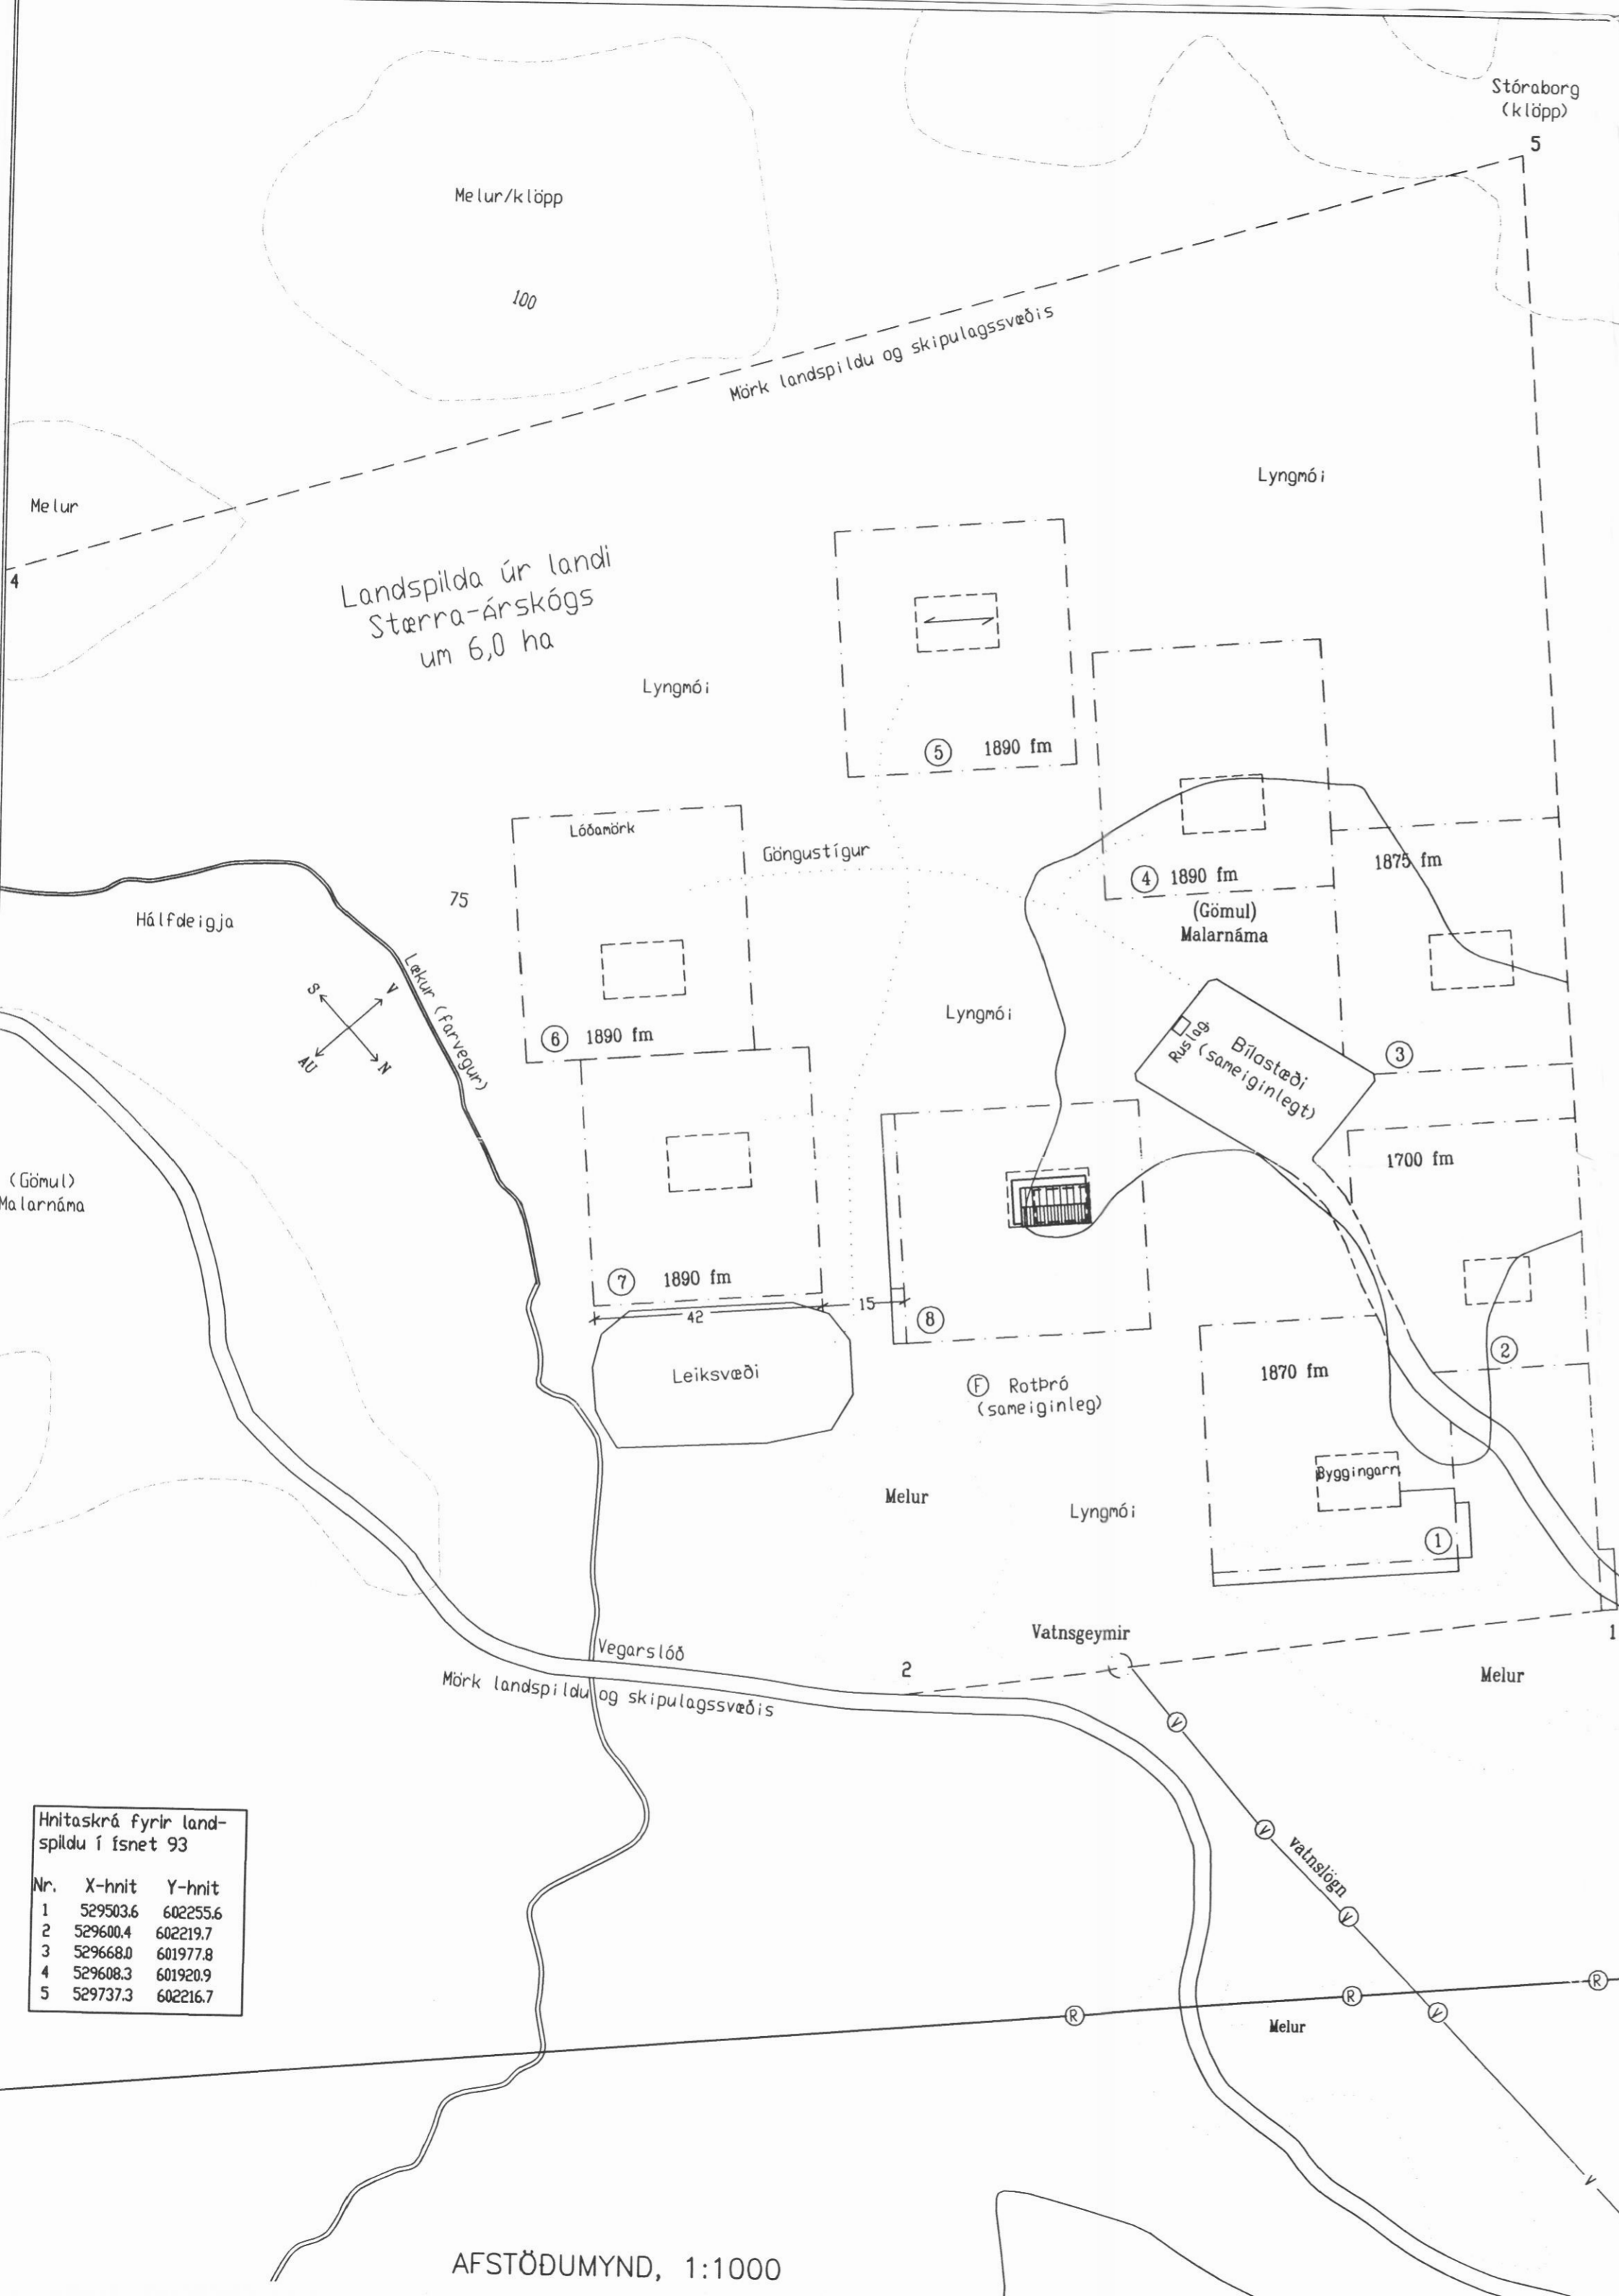 Stóraborg
(klöpp)
5
Melur/klöpp
100
Mörk landspildu og skipulagssvæðis
Lyngmói
Melur
4
Landspilda úr landi
Stærra-Árskógs
um 6,0 ha
Lyngmói
5 1890 fm
Lóðamörk
Göngustígur
75
4 1890 fm
(Gömul)
Malarnáma
1875 fm
Hálfdeigja
Lækur (farvegur)
S
V
AU
N
6 1890 fm
Lyngmói
Ruslag.
Bílastæði
(sameiginlegt)
3
(Gömul)
Malarnáma
1700 fm
7 1890 fm
42
15
8
Leiksvæði
F Rotþró
(sameiginleg)
1870 fm
2
Melur
Lyngmói
Byggingarr
1
Vatnsgeymir
1
Vegarslóð
2
Melur
Mörk landspildu og skipulagssvæðis
V
V
vatnslögn
V
V
V
R
R
R
Melur
Hnitaskrá fyrir land-
spildu í ísnet 93
Nr. X-hnit Y-hnit
1 529503.6 602255.6
2 529600.4 602219.7
3 529668.0 601977.8
4 529608.3 601920.9
5 529737.3 602216.7
AFSTÖÐUMYND, 1:1000